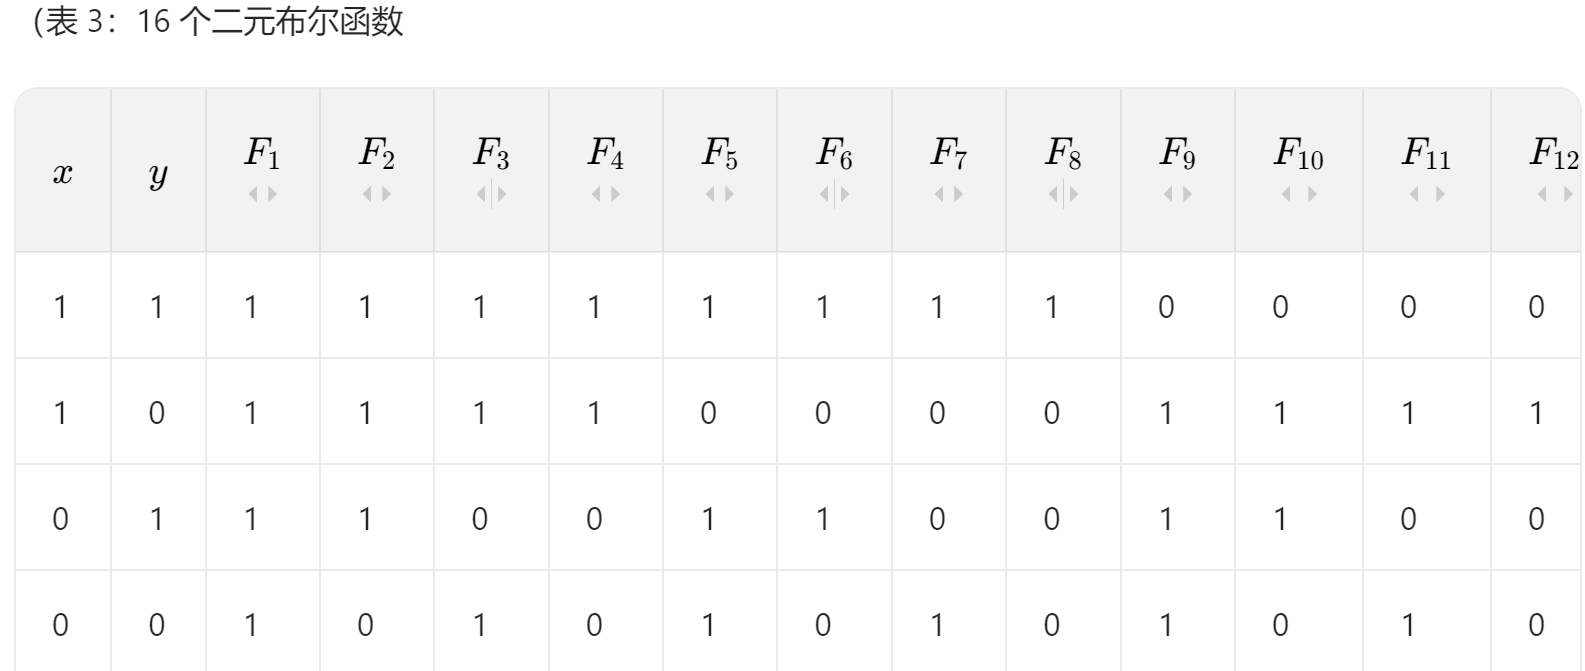 (表 3：16 个二元布尔函数
x y F₁ F₂ F₃ F₄ F₅ F₆ F₇ F₈ F₉ F₁₀ F₁₁ F₁₂
1 1 1 1 1 1 1 1 1 1 0 0 0 0
1 0 1 1 1 1 0 0 0 0 1 1 1 1
0 1 1 1 0 0 1 1 0 0 1 1 0 0
0 0 1 0 1 0 1 0 1 0 1 0 1 0